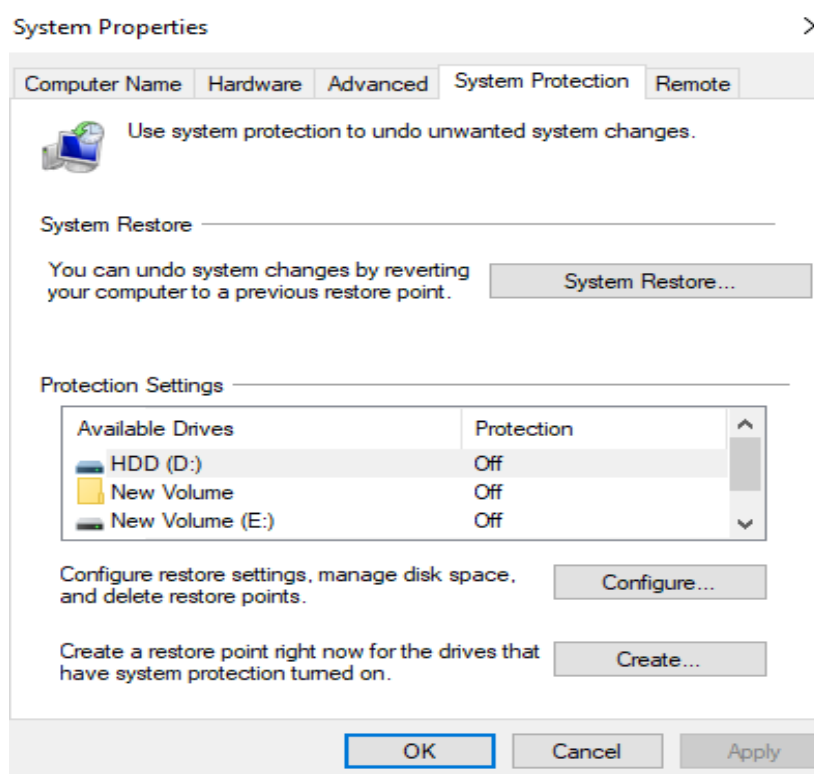 System Properties
Computer Name Hardware Advanced System Protection Remote
Use system protection to undo unwanted system changes.
System Restore
You can undo system changes by reverting
your computer to a previous restore point.
System Restore...
Protection Settings
Available Drives Protection
HDD (D:) Off
New Volume Off
New Volume (E:) Off
Configure restore settings, manage disk space,
and delete restore points.
Configure...
Create a restore point right now for the drives that
have system protection turned on.
Create...
OK Cancel Apply